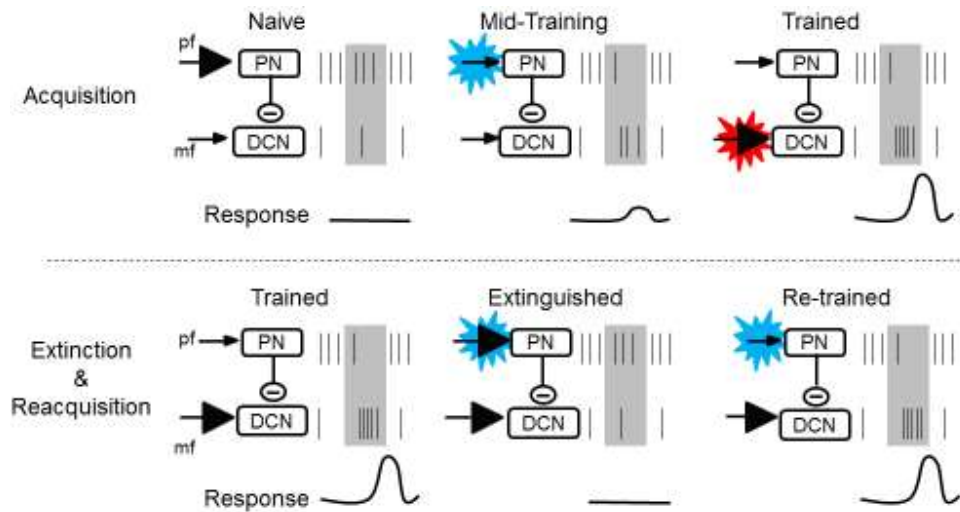 Naive Mid-Training Trained
pf PN PN PN
Acquisition
mf DCN DCN DCN
Response
Trained Extinguished Re-trained
pf PN PN PN
Extinction
&
Reacquisition
DCN DCN DCN
mf
Response